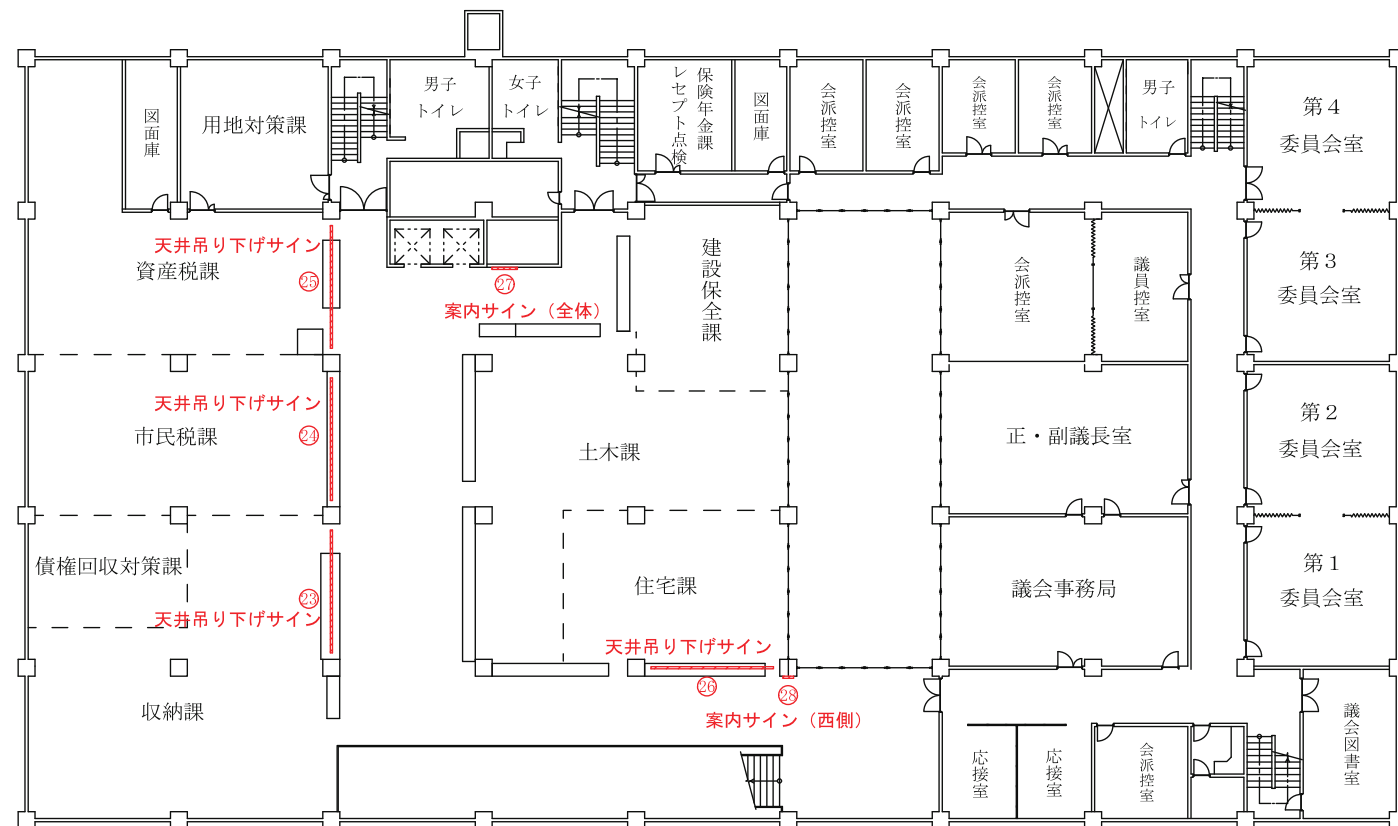 図面庫
用地対策課
男子
トイレ
女子
トイレ
保険年金課
レセプト点検
図面庫
会派控室
会派控室
会派控室
会派控室
男子
トイレ
第4
委員会室
天井吊り下げサイン
資産税課
㉕
㉗
案内サイン（全体）
建設保全課
会派控室
議員控室
第3
委員会室
天井吊り下げサイン
市民税課
㉔
土木課
正・副議長室
第2
委員会室
債権回収対策課
㉓
天井吊り下げサイン
住宅課
天井吊り下げサイン
㉖
㉘
案内サイン（西側）
議会事務局
第1
委員会室
収納課
応接室
応接室
会派控室
議会図書室